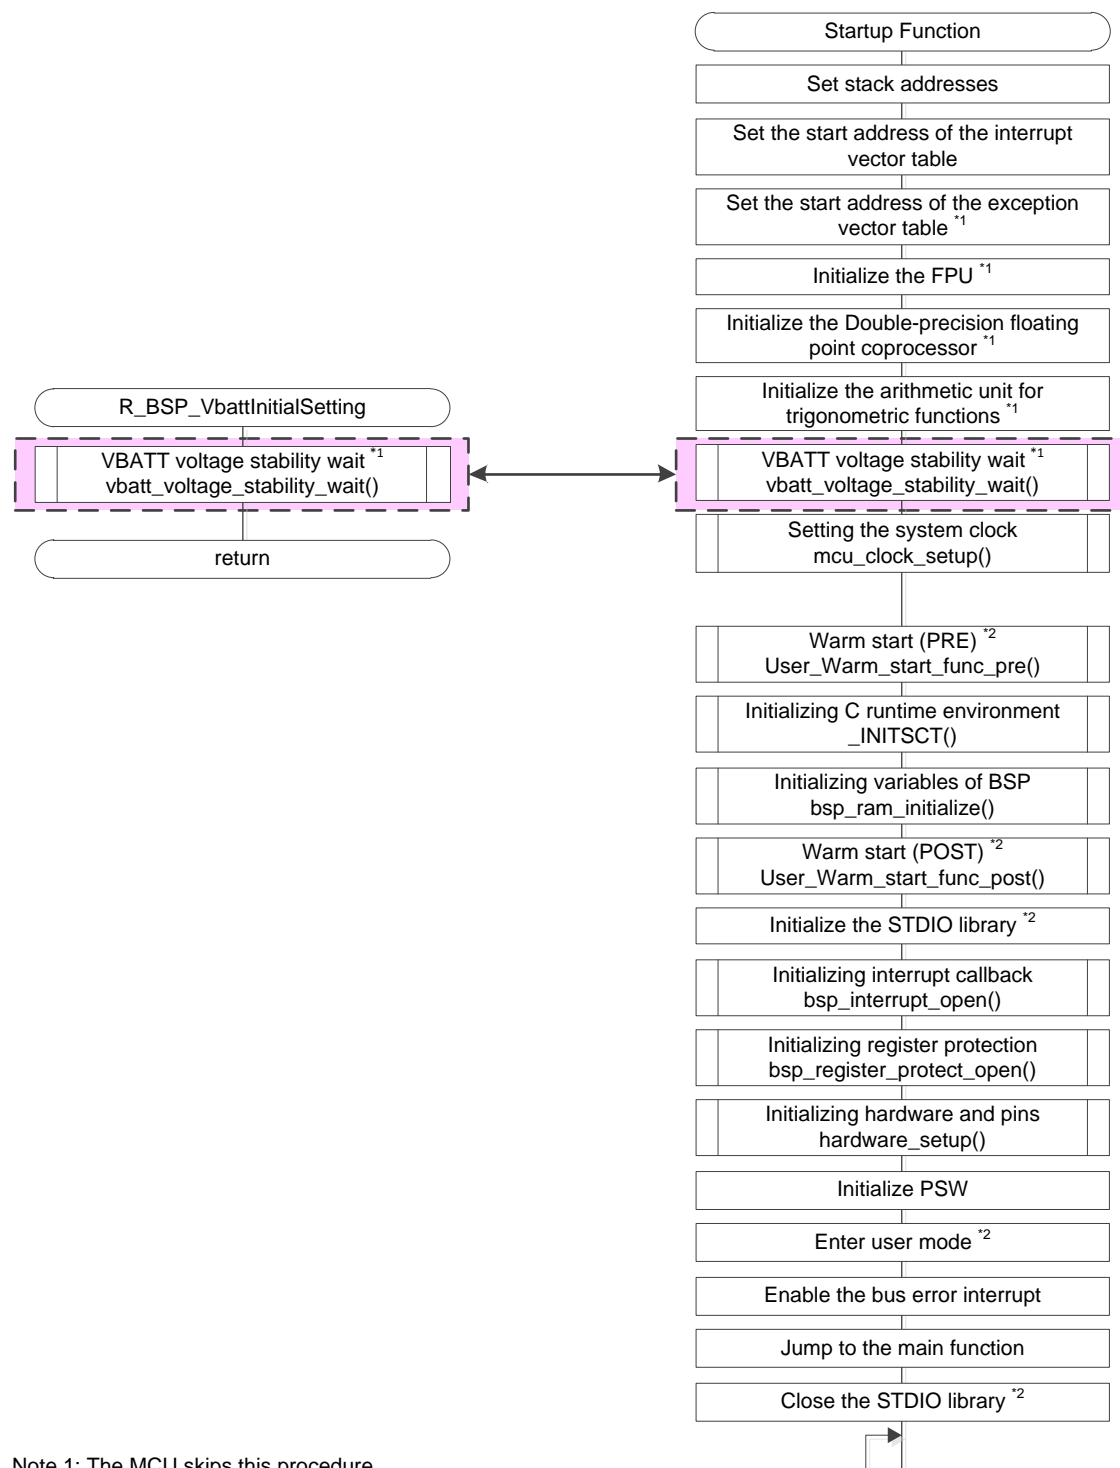 Startup Function
Set stack addresses
Set the start address of the interrupt
vector table
Set the start address of the exception
vector table *1
Initialize the FPU *1
Initialize the Double-precision floating
point coprocessor *1
Initialize the arithmetic unit for
trigonometric functions *1
R_BSP_VbattInitialSetting
VBATT voltage stability wait *1
vbatt_voltage_stability_wait()
return
VBATT voltage stability wait *1
vbatt_voltage_stability_wait()
Setting the system clock
mcu_clock_setup()
Warm start (PRE) *2
User_Warm_start_func_pre()
Initializing C runtime environment
_INITSCT()
Initializing variables of BSP
bsp_ram_initialize()
Warm start (POST) *2
User_Warm_start_func_post()
Initialize the STDIO library *2
Initializing interrupt callback
bsp_interrupt_open()
Initializing register protection
bsp_register_protect_open()
Initializing hardware and pins
hardware_setup()
Initialize PSW
Enter user mode *2
Enable the bus error interrupt
Jump to the main function
Close the STDIO library *2
Note 1: The MCU skips this procedure